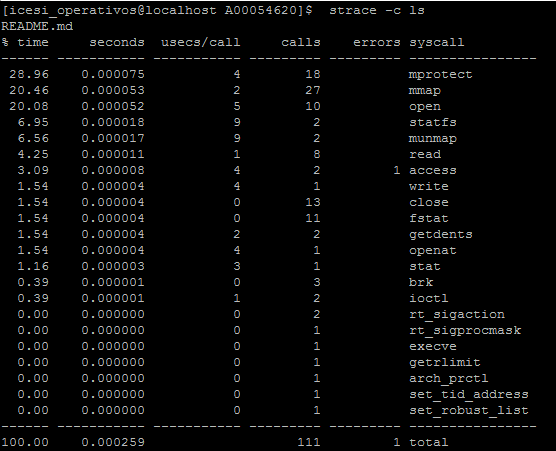 [icesi_operativos@localhost A00054620]$  strace -c ls
README.md
% time     seconds  usecs/call     calls    errors syscall
------ ----------- ----------- --------- --------- --------------
 28.96    0.000075           4        18           mprotect
 20.46    0.000053           2        27           mmap
 20.08    0.000052           5        10           open
  6.95    0.000018           9         2           statfs
  6.56    0.000017           9         2           munmap
  4.25    0.000011           1         8           read
  3.09    0.000008           4         2         1 access
  1.54    0.000004           4         1           write
  1.54    0.000004           0        13           close
  1.54    0.000004           0        11           fstat
  1.54    0.000004           2         2           getdents
  1.54    0.000004           4         1           openat
  1.16    0.000003           3         1           stat
  0.39    0.000001           0         3           brk
  0.39    0.000001           1         2           ioctl
  0.00    0.000000           0         2           rt_sigaction
  0.00    0.000000           0         1           rt_sigprocmask
  0.00    0.000000           0         1           execve
  0.00    0.000000           0         1           getrlimit
  0.00    0.000000           0         1           arch_prctl
  0.00    0.000000           0         1           set_tid_address
  0.00    0.000000           0         1           set_robust_list
------ ----------- ----------- --------- --------- --------------
100.00    0.000259                   111         1 total